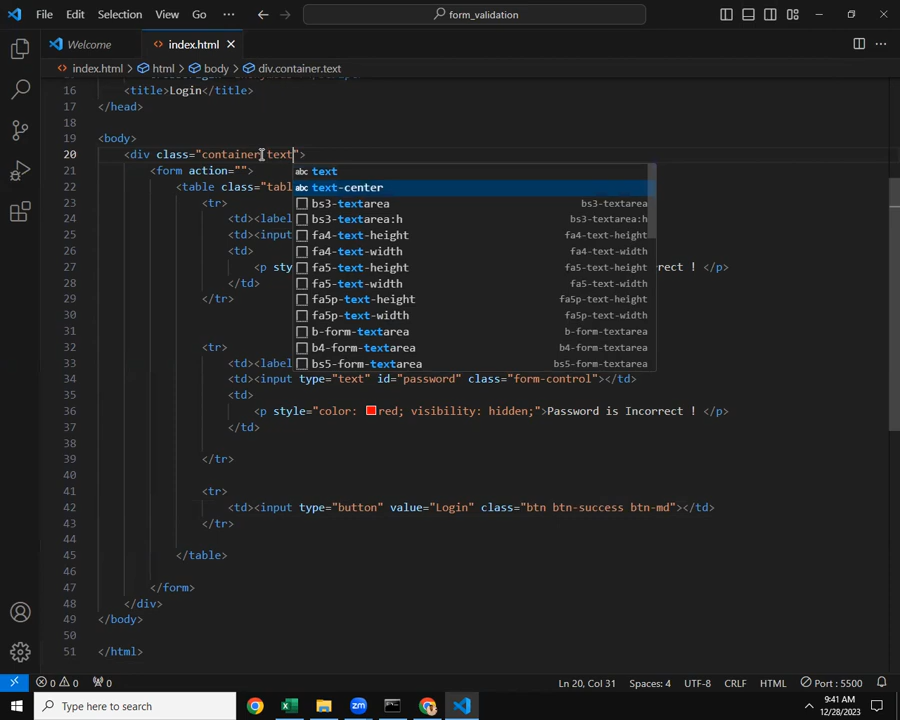 File Edit Selection View Go ··· form_validation
Welcome index.html
index.html > html > body > div.container.text
16 <title>Login</title>
17 </head>
18
19 <body>
20 <div class="container text">
21 <form action="">
22 <table class="tabl
23 <tr>
24 <td><label
25 <td><input
26 <td>
27 <p sty rrect ! </p>
28 </td>
29 </tr>
30
31
32 <tr>
33 <td><label
34 <td><input type="text" id="password" class="form-control"></td>
35 <td>
36 <p style="color: red; visibility: hidden;">Password is Incorrect ! </p>
37 </td>
38
39 </tr>
40
41 <tr>
42 <td><input type="button" value="Login" class="btn btn-success btn-md"></td>
43 </tr>
44
45 </table>
46
47 </form>
48 </div>
49 </body>
50
51 </html>
abc text
abc text-center
bs3-textarea bs3-textarea
bs3-textarea:h bs3-textarea:h
fa4-text-height fa4-text-height
fa4-text-width fa4-text-width
fa5-text-height fa5-text-height
fa5-text-width fa5-text-width
fa5p-text-height fa5p-text-height
fa5p-text-width fa5p-text-width
b-form-textarea b-form-textarea
b4-form-textarea b4-form-textarea
bs5-form-textarea bs5-form-textarea
0 0 0 Ln 20, Col 31 Spaces: 4 UTF-8 CRLF HTML Port : 5500
Type here to search
9:41 AM
12/28/2023